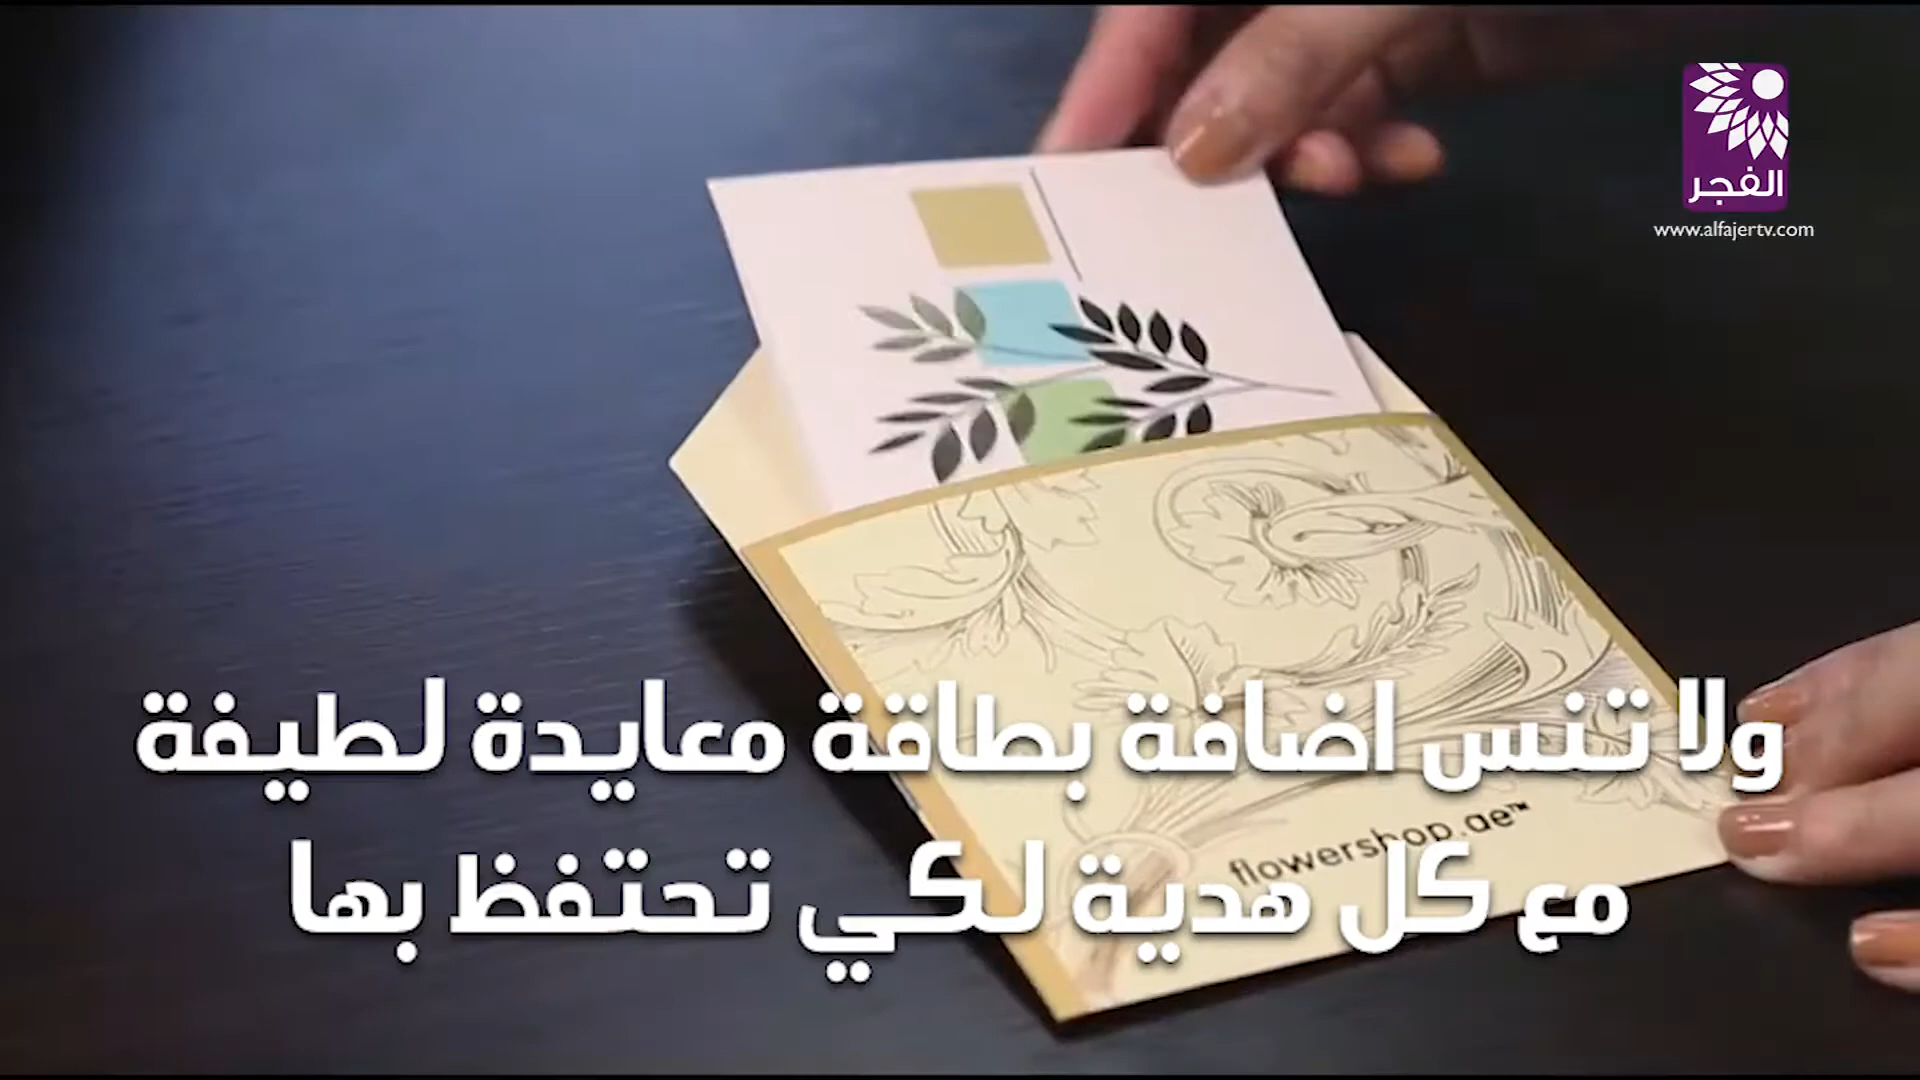 الفجر
www.alfajertv.com
ولا تنس اضافة بطاقة معايدة لطيفة
flowershop.ae™
مع كل هدية لكي تحتفظ بها